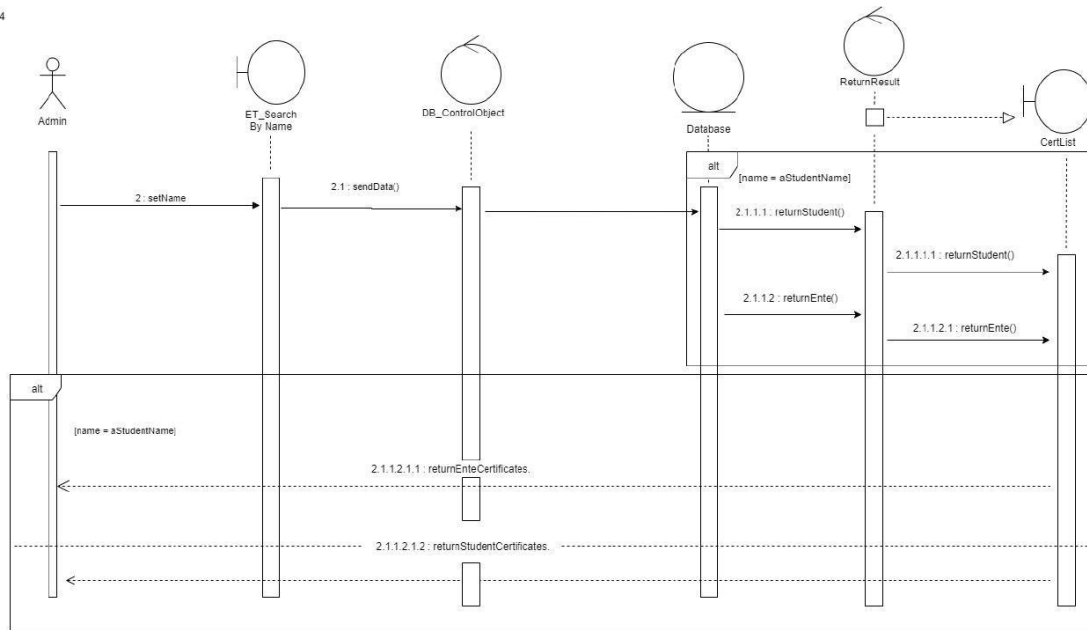 4
Admin
ET_Search
By Name
DB_ControlObject
Database
ReturnResult
CertList
alt
[name = aStudentName]
2 : setName
2.1 : sendData()
2.1.1.1 : returnStudent()
2.1.1.1.1 : returnStudent()
2.1.1.2 : returnEnte()
2.1.1.2.1 : returnEnte()
alt
[name = aStudentName]
2.1.1.2.1.1 : returnEnteCertificates.
2.1.1.2.1.2 : returnStudentCertificates.